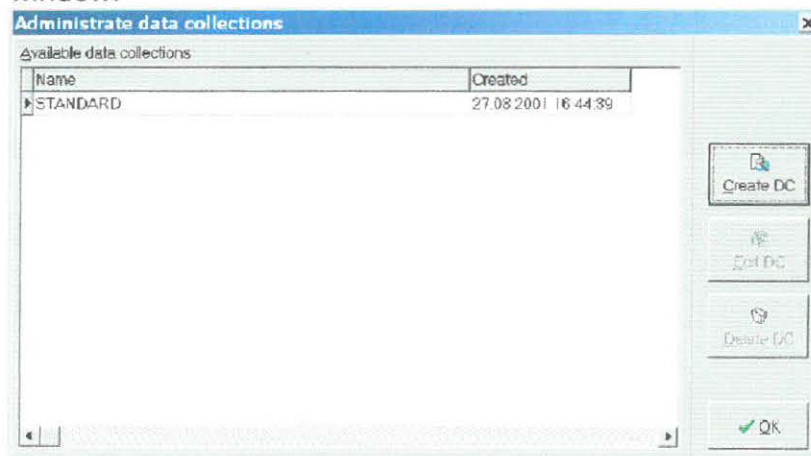 Administrate data collections
Available data collections
Name Created
STANDARD 27.08.2001 16:44:39
Create DC
Edit DC
Delete DC
OK